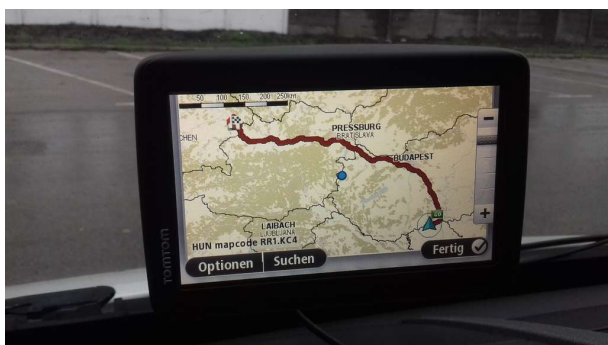 50 100 150 200 250km
CHEN
PRESSBURG
BRATISLAVA
BUDAPEST
LAIBACH
LJUBLJANA
HUN mapcode RR1.KC4
Optionen Suchen
Fertig
TOMTOM